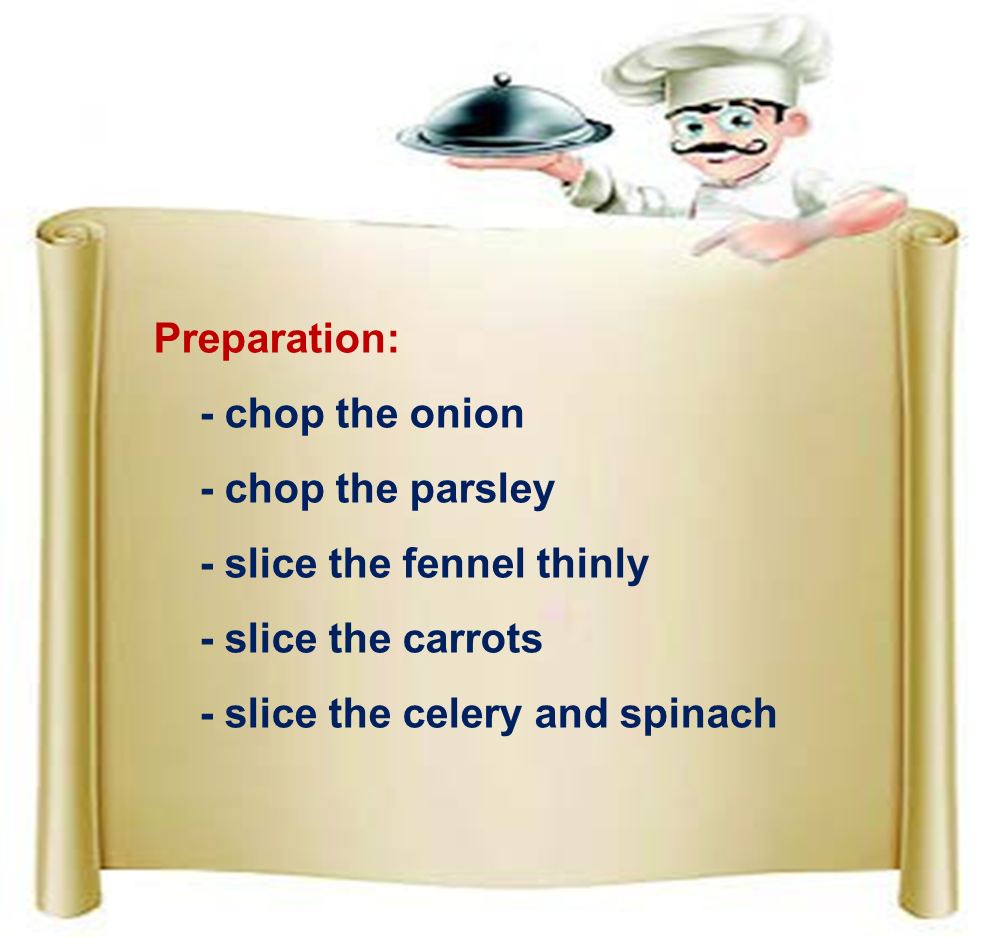 Preparation:
- chop the onion
- chop the parsley
- slice the fennel thinly
- slice the carrots
- slice the celery and spinach